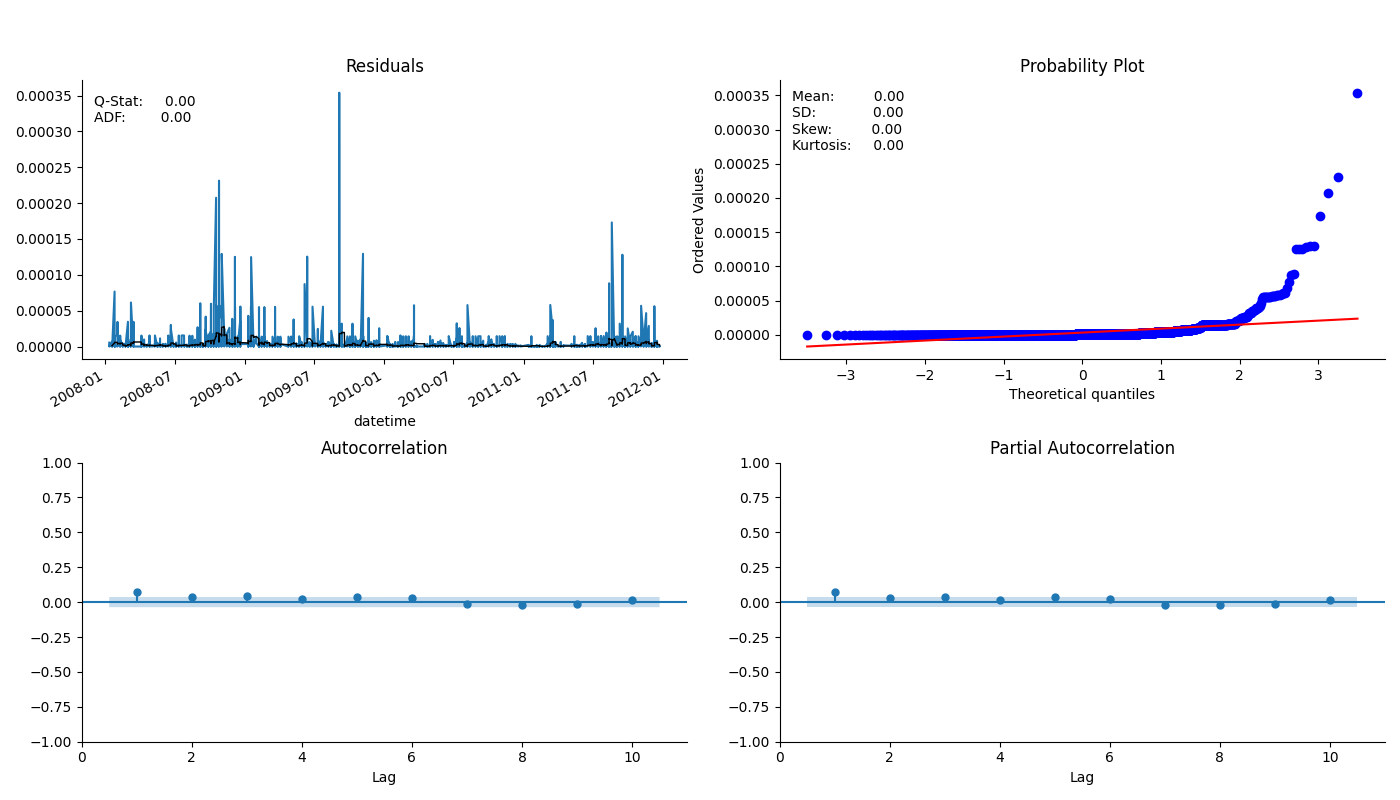 Residuals
Q-Stat: 0.00
ADF: 0.00
0.00035
0.00030
0.00025
0.00020
0.00015
0.00010
0.00005
0.00000
2008-01
2008-07
2009-01
2009-07
2010-01
2010-07
2011-01
2011-07
2012-01
datetime
Probability Plot
Mean: 0.00
SD: 0.00
Skew: 0.00
Kurtosis: 0.00
Ordered Values
0.00035
0.00030
0.00025
0.00020
0.00015
0.00010
0.00005
0.00000
−3 −2 −1 0 1 2 3
Theoretical quantiles
Autocorrelation
1.00
0.75
0.50
0.25
0.00
−0.25
−0.50
−0.75
−1.00
0 2 4 6 8 10
Lag
Partial Autocorrelation
1.00
0.75
0.50
0.25
0.00
−0.25
−0.50
−0.75
−1.00
0 2 4 6 8 10
Lag